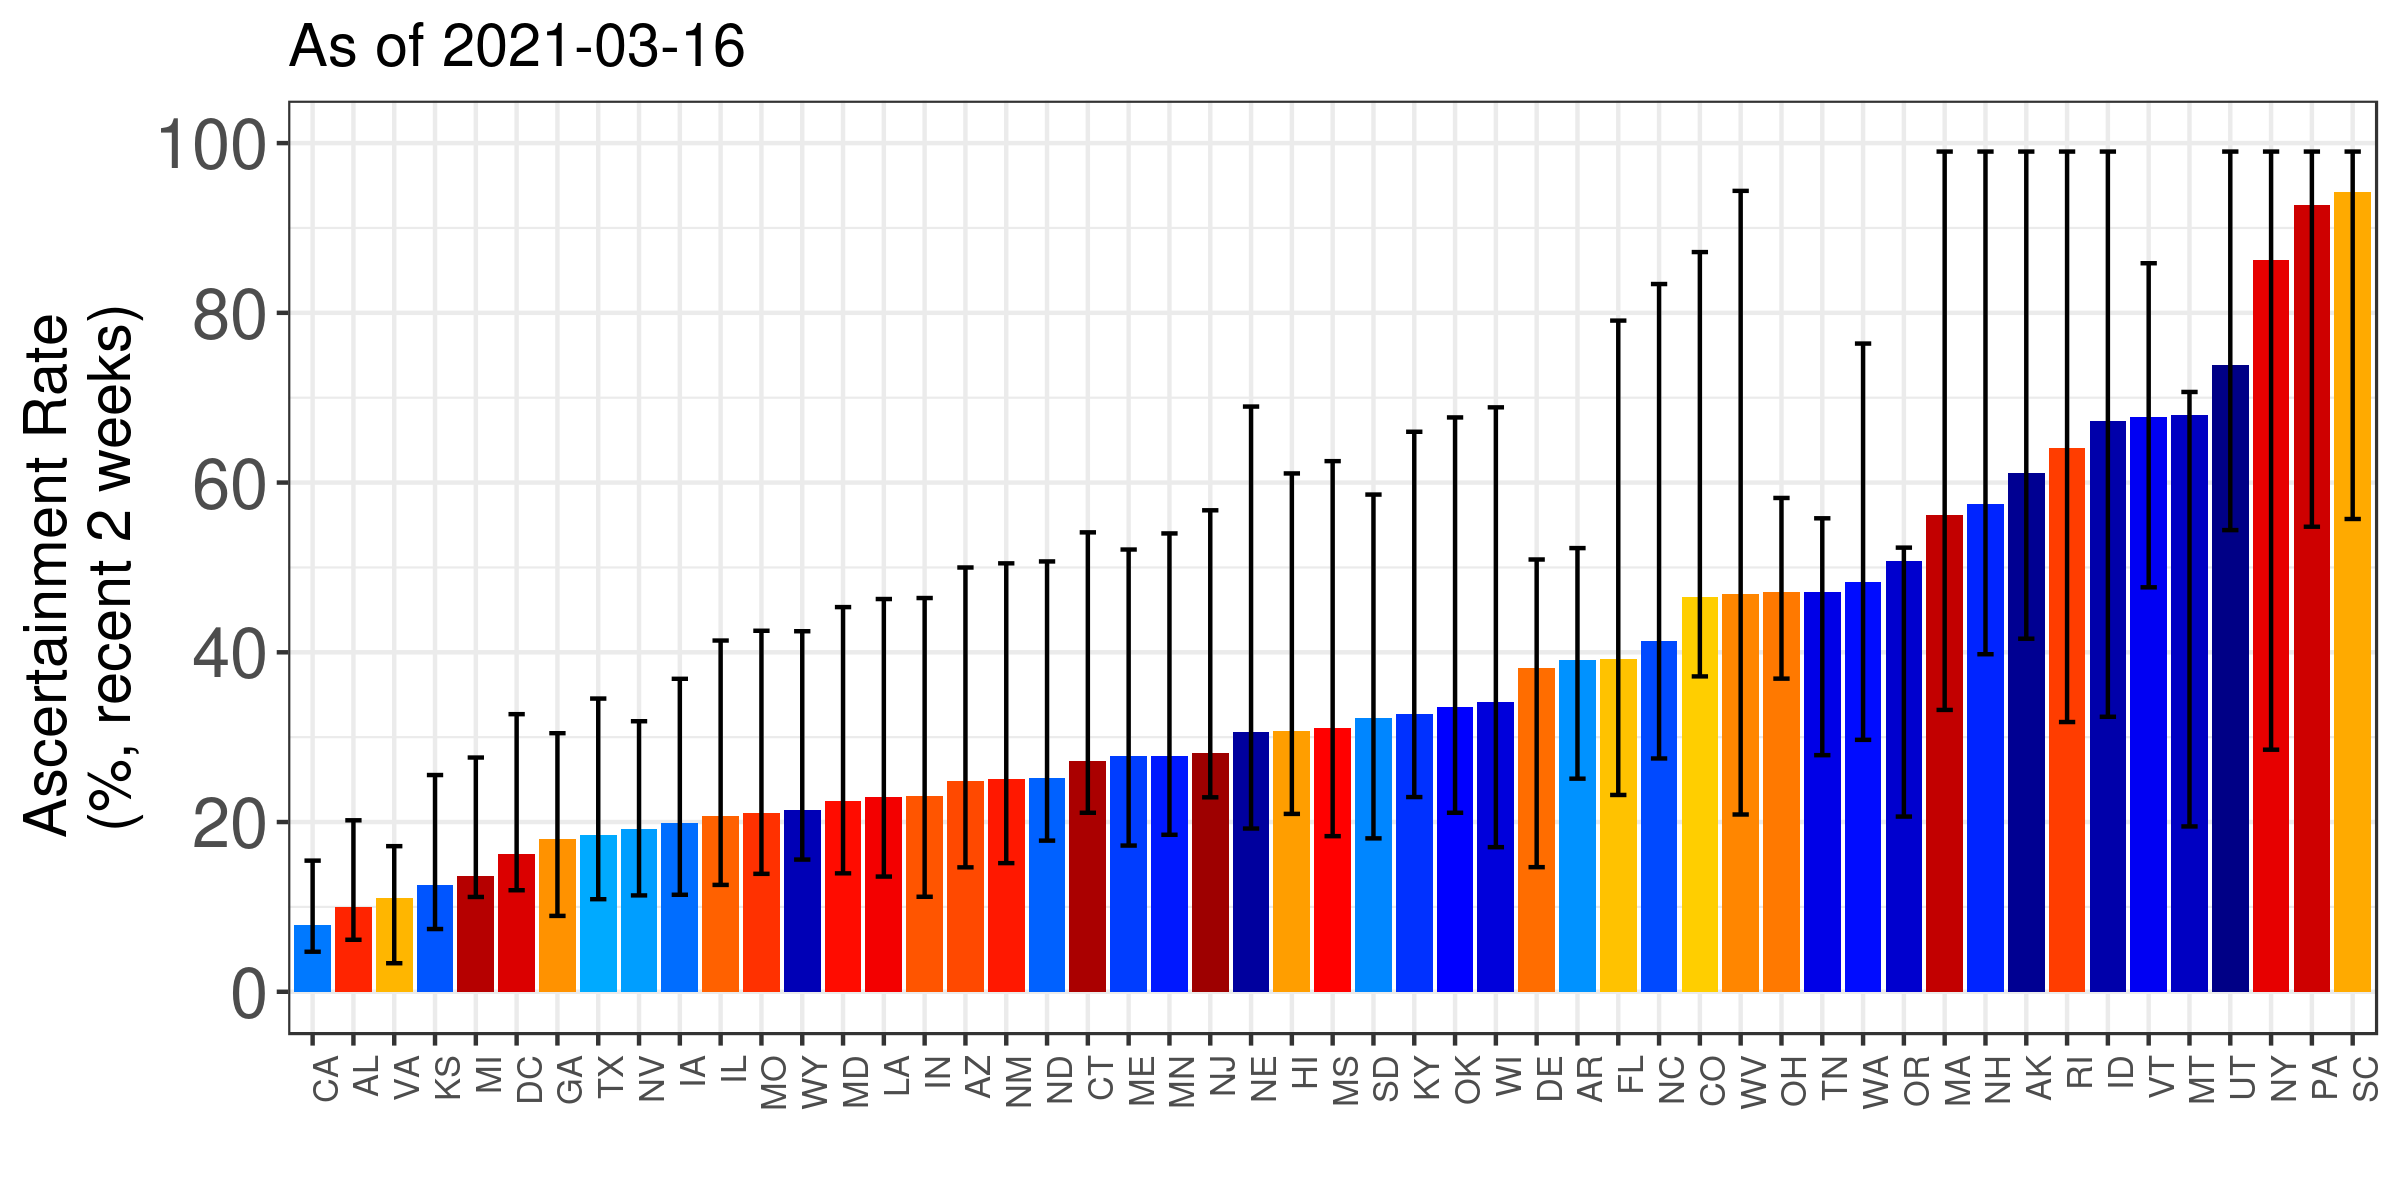 As of 2021-03-16
Ascertainment Rate
(%, recent 2 weeks)
100
80
60
40
20
0
CA AL VA KS MI DC GA TX NV IA IL MO WY MD LA IN AZ NM ND CT ME MN NJ NE HI MS SD KY OK WI DE AR FL NC CO WV OH TN WA OR MA NH AK RI ID VT MT UT NY PA SC